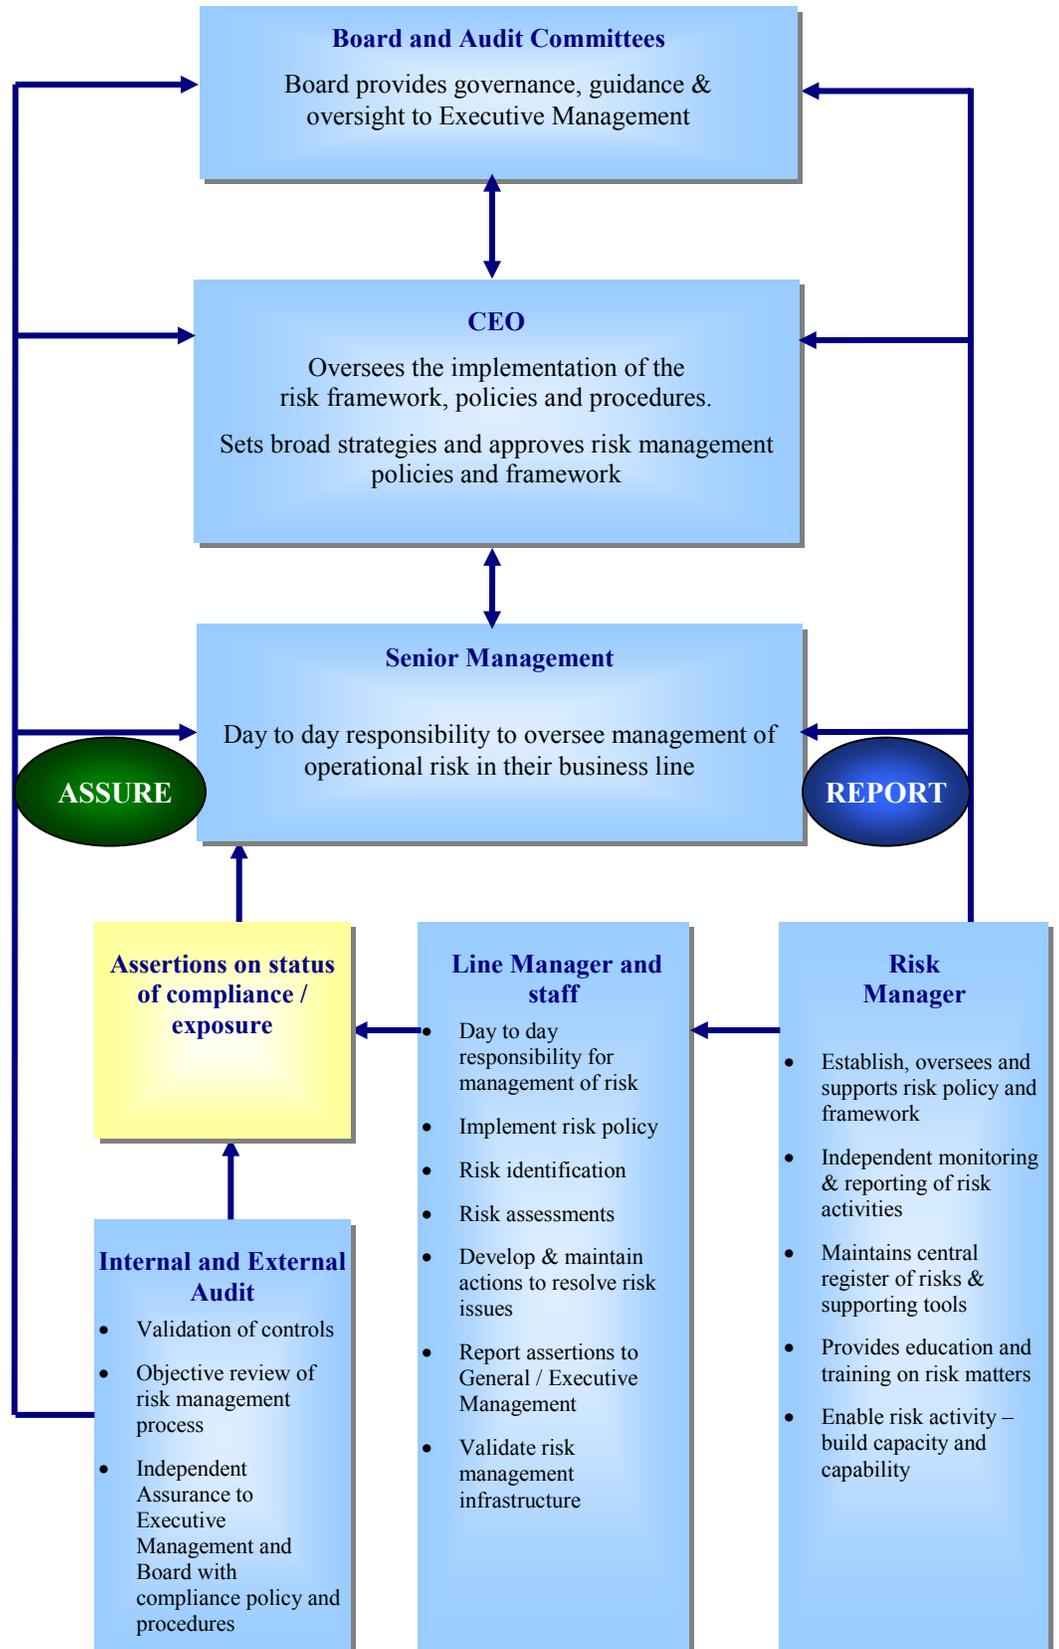 Board and Audit Committees
Board provides governance, guidance &
oversight to Executive Management
CEO
Oversees the implementation of the
risk framework, policies and procedures.
Sets broad strategies and approves risk management
policies and framework
Senior Management
Day to day responsibility to oversee management of
operational risk in their business line
ASSURE
REPORT
Assertions on status
of compliance /
exposure
Internal and External
Audit
• Validation of controls
• Objective review of
risk management
process
• Independent
Assurance to
Executive
Management and
Board with
compliance policy and
procedures
Line Manager and
staff
• Day to day
responsibility for
management of risk
• Implement risk policy
• Risk identification
• Risk assessments
• Develop & maintain
actions to resolve risk
issues
• Report assertions to
General / Executive
Management
• Validate risk
management
infrastructure
Risk
Manager
• Establish, oversees and
supports risk policy and
framework
• Independent monitoring
& reporting of risk
activities
• Maintains central
register of risks &
supporting tools
• Provides education and
training on risk matters
• Enable risk activity –
build capacity and
capability